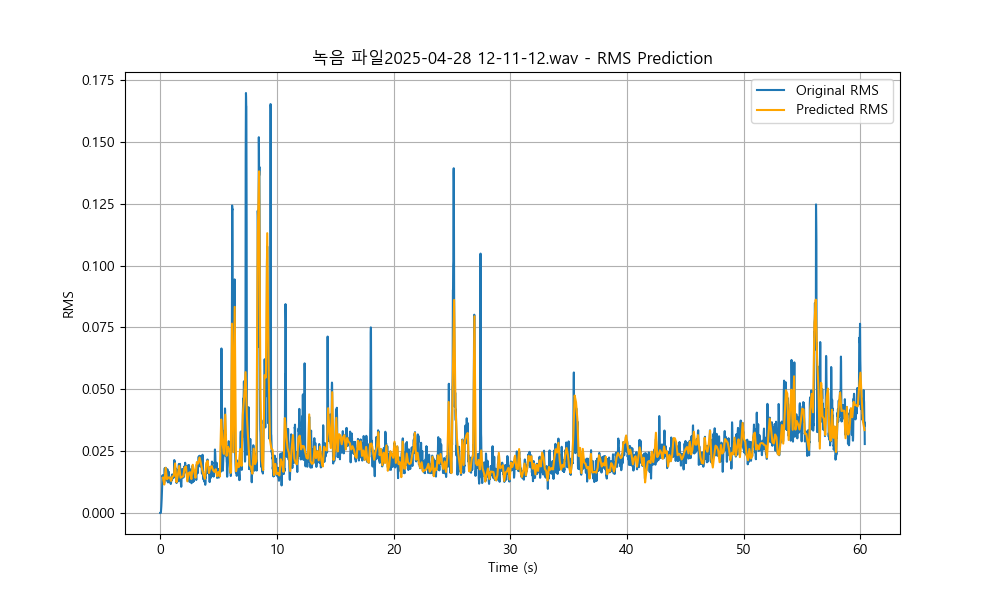 녹음 파일2025-04-28 12-11-12.wav - RMS Prediction
Original RMS
Predicted RMS
0.175
0.150
0.125
0.100
0.075
0.050
0.025
0.000
RMS
0 10 20 30 40 50 60
Time (s)